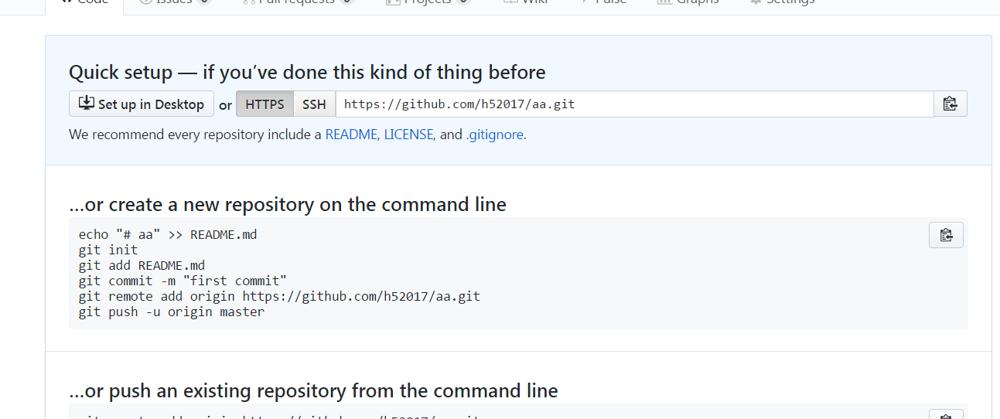 Code Issues 0 Pull requests 0 Projects 0 Wiki Pulse Graphs Settings
Quick setup — if you’ve done this kind of thing before
Set up in Desktop or HTTPS SSH https://github.com/h52017/aa.git
We recommend every repository include a README, LICENSE, and .gitignore.
…or create a new repository on the command line
echo "# aa" >> README.md
git init
git add README.md
git commit -m "first commit"
git remote add origin https://github.com/h52017/aa.git
git push -u origin master
…or push an existing repository from the command line